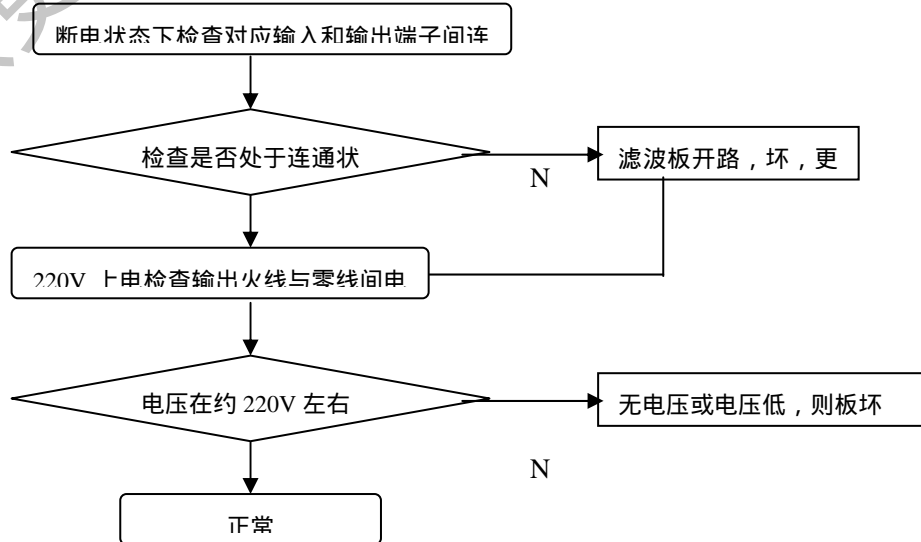 断电状态下检查对应输入和输出端子间连
检查是否处于连通状
N
滤波板开路，坏，更
220V 上电检查输出火线与零线间电
电压在约 220V 左右
无电压或电压低，则板坏
N
正常